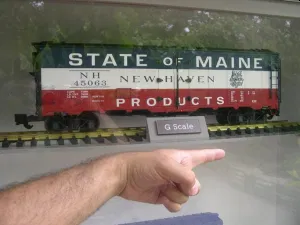 STATE OF MAINE
NH NEW HAVEN
45063
PRODUCTS
G Scale